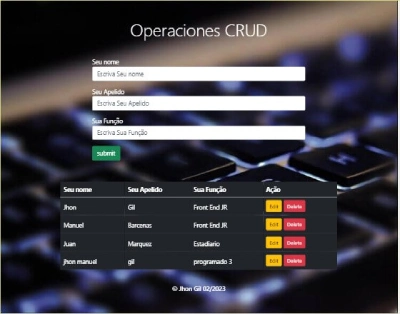 Operaciones CRUD
Seu nome
Escriva Seu nome
Seu Apelido
Escriva Seu Apelido
Sua Função
Escriva Sua Função
submit
Seu nome Seu Apelido Sua Função Ação
Jhon Gil Front End JR Edit Delete
Manuel Barcenas Front End JR Edit Delete
Juan Marquez Estadiario Edit Delete
jhon manuel gil programado 3 Edit Delete
© Jhon Gil 02/2023